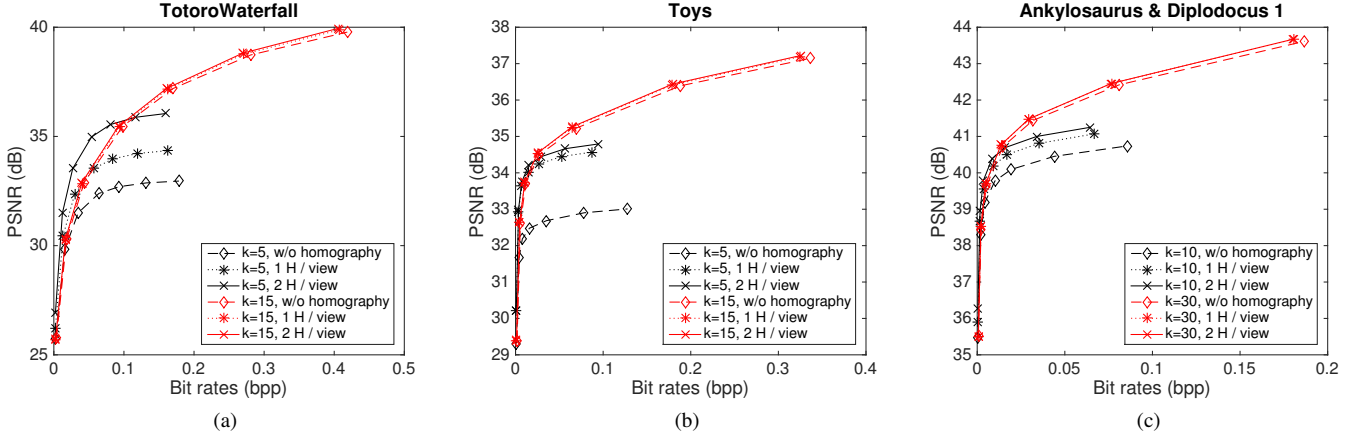 TotoroWaterfall
40
35
30
25
PSNR (dB)
0
0.1
0.2
0.3
0.4
0.5
Bit rates (bpp)
k=5, w/o homography
k=5, 1 H / view
k=5, 2 H / view
k=15, w/o homography
k=15, 1 H / view
k=15, 2 H / view
(a)
Toys
38
37
36
35
34
33
32
31
30
29
PSNR (dB)
0
0.1
0.2
0.3
0.4
Bit rates (bpp)
k=5, w/o homography
k=5, 1 H / view
k=5, 2 H / view
k=15, w/o homography
k=15, 1 H / view
k=15, 2 H / view
(b)
Ankylosaurus & Diplodocus 1
44
43
42
41
40
39
38
37
36
35
PSNR (dB)
0
0.05
0.1
0.15
0.2
Bit rates (bpp)
k=10, w/o homography
k=10, 1 H / view
k=10, 2 H / view
k=30, w/o homography
k=30, 1 H / view
k=30, 2 H / view
(c)